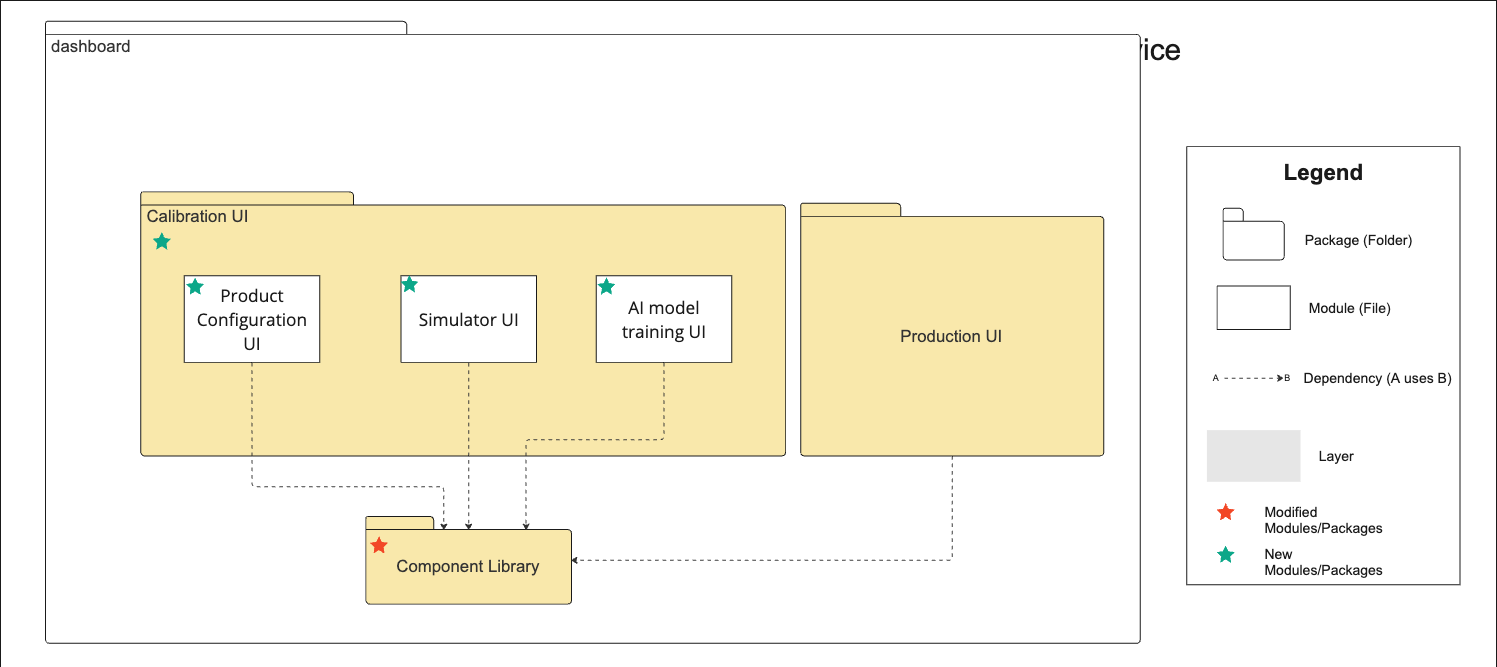 dashboard
Calibration UI
Product
Configuration
UI
Simulator UI
AI model
training UI
Production UI
Component Library
Legend
Package (Folder)
Module (File)
A
B
Dependency (A uses B)
Layer
Modified
Modules/Packages
New
Modules/Packages